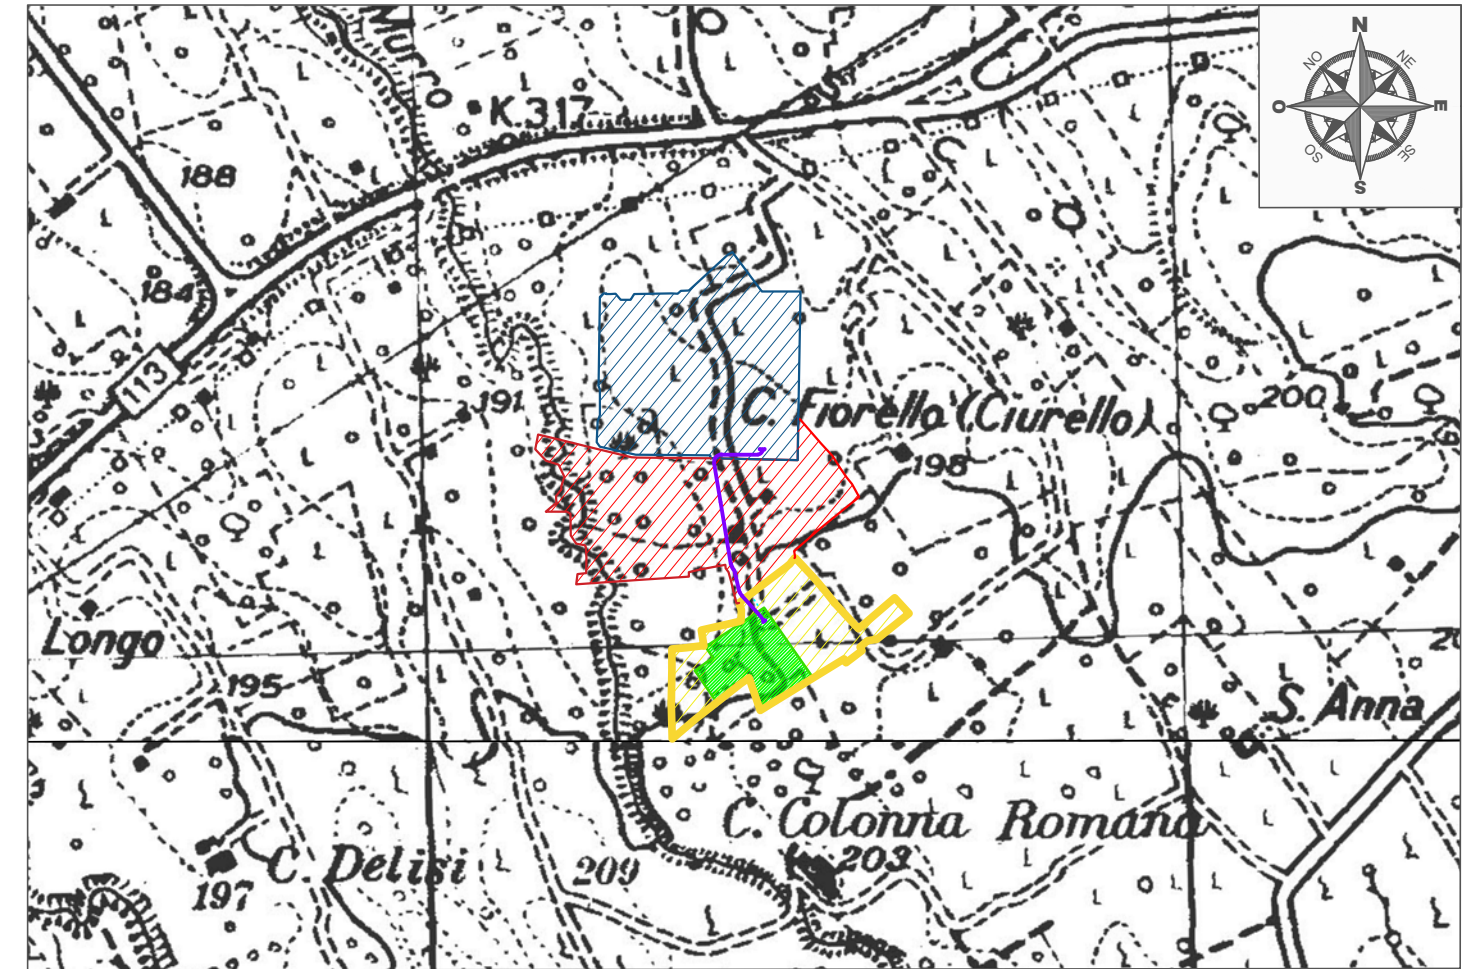 Murro
N
NO
NE
O
E
SO
SE
S
K.317
188
184
113
191
C. Fiorello (Ciurello)
200
198
Longo
195
S. Anna
C. Colonna Romana
C. Delisi
209
203
197